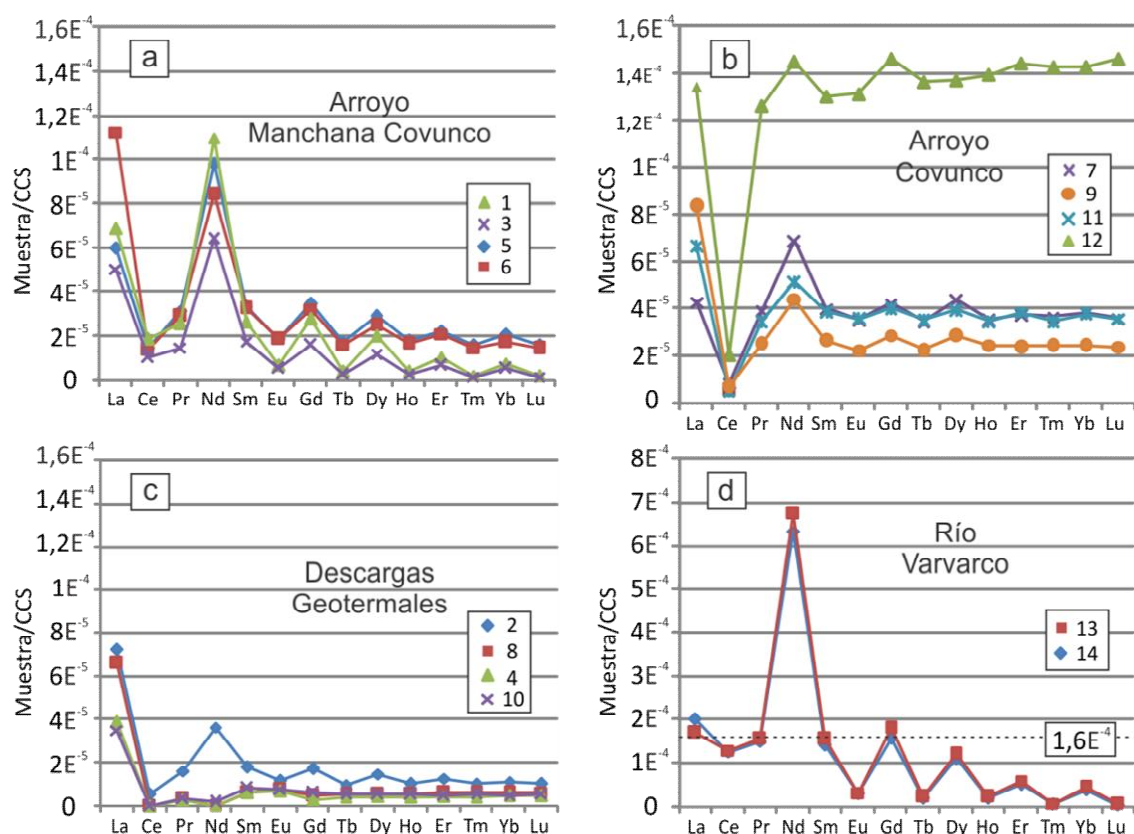 a
Arroyo
Manchana Covunco
Muestra/CCS
1,6E-4
1,4E-4
1,2E-4
1E-4
8E-5
6E-5
4E-5
2E-5
0
1
3
5
6
La Ce Pr Nd Sm Eu Gd Tb Dy Ho Er Tm Yb Lu
b
Arroyo
Covunco
Muestra/CCS
1,6E-4
1,4E-4
1,2E-4
1E-4
8E-5
6E-5
4E-5
2E-5
0
7
9
11
12
La Ce Pr Nd Sm Eu Gd Tb Dy Ho Er Tm Yb Lu
c
Descargas
Geotermales
Muestra/CCS
1,6E-4
1,4E-4
1,2E-4
1E-4
8E-5
6E-5
4E-5
2E-5
0
2
8
4
10
La Ce Pr Nd Sm Eu Gd Tb Dy Ho Er Tm Yb Lu
d
Río
Varvarco
Muestra/CCS
8E-4
7E-4
6E-4
5E-4
4E-4
3E-4
2E-4
1E-4
0
13
14
1,6E-4
La Ce Pr Nd Sm Eu Gd Tb Dy Ho Er Tm Yb Lu